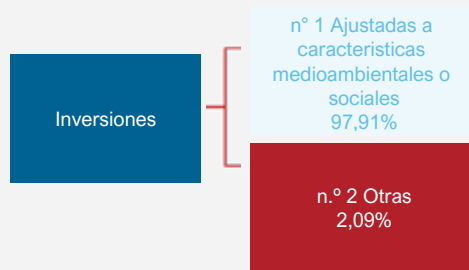 Inversiones
n° 1 Ajustadas a
caracteristicas
medioambientales o
sociales
97,91%
n.º 2 Otras
2,09%